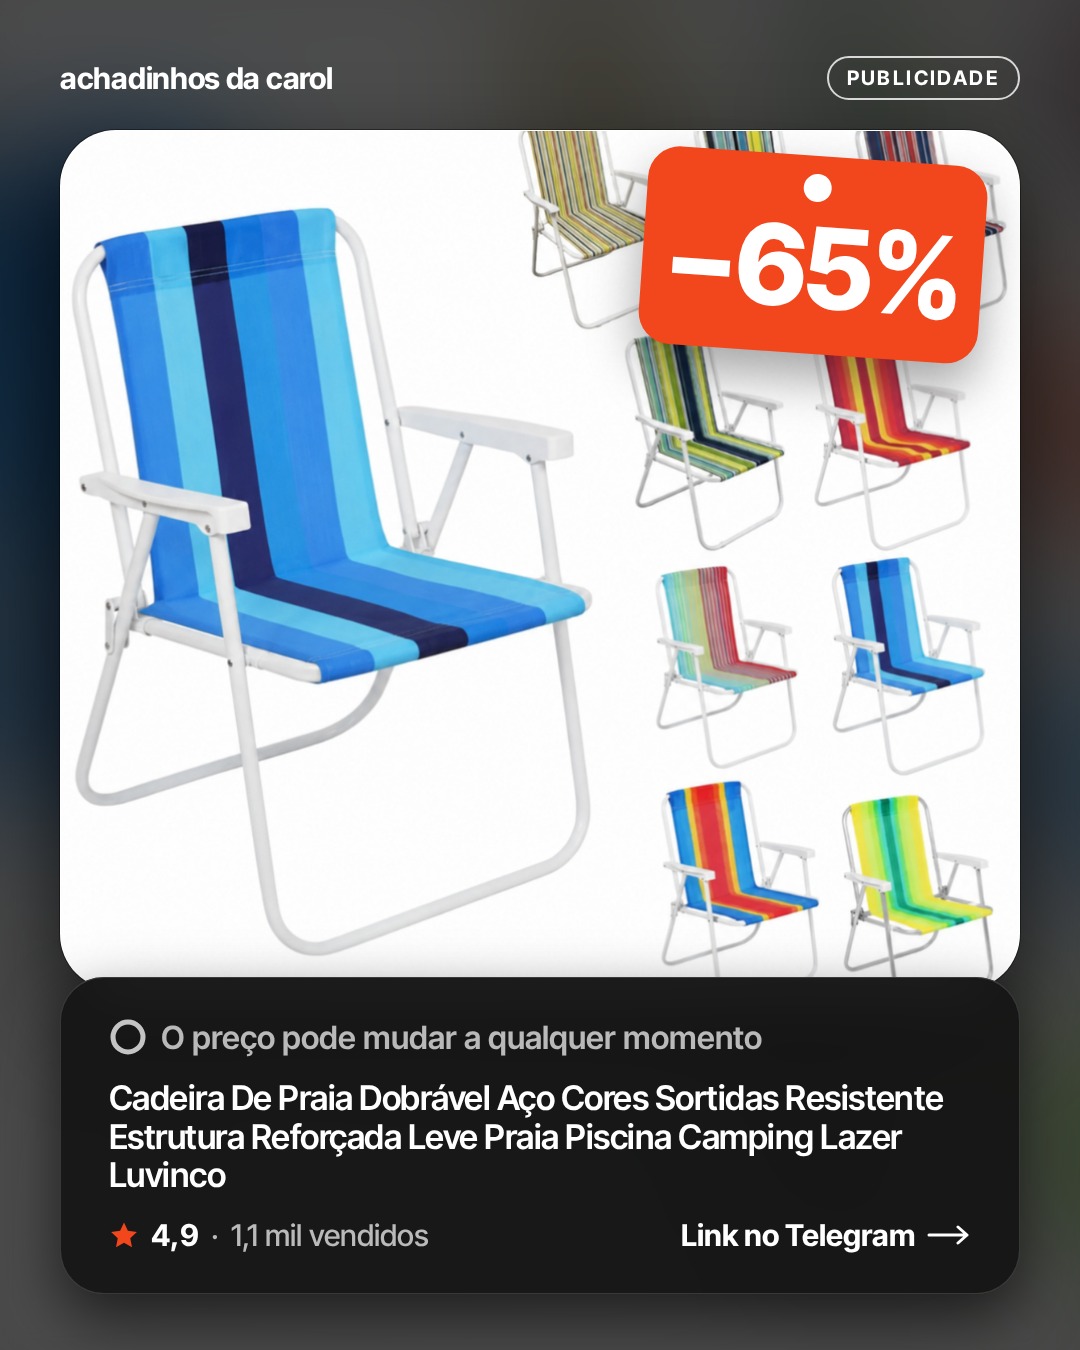 achadinhos da carol
PUBLICIDADE
−65%
O preço pode mudar a qualquer momento
Cadeira De Praia Dobrável Aço Cores Sortidas Resistente
Estrutura Reforçada Leve Praia Piscina Camping Lazer
Luvinco
4,9 · 1,1 mil vendidos
Link no Telegram →